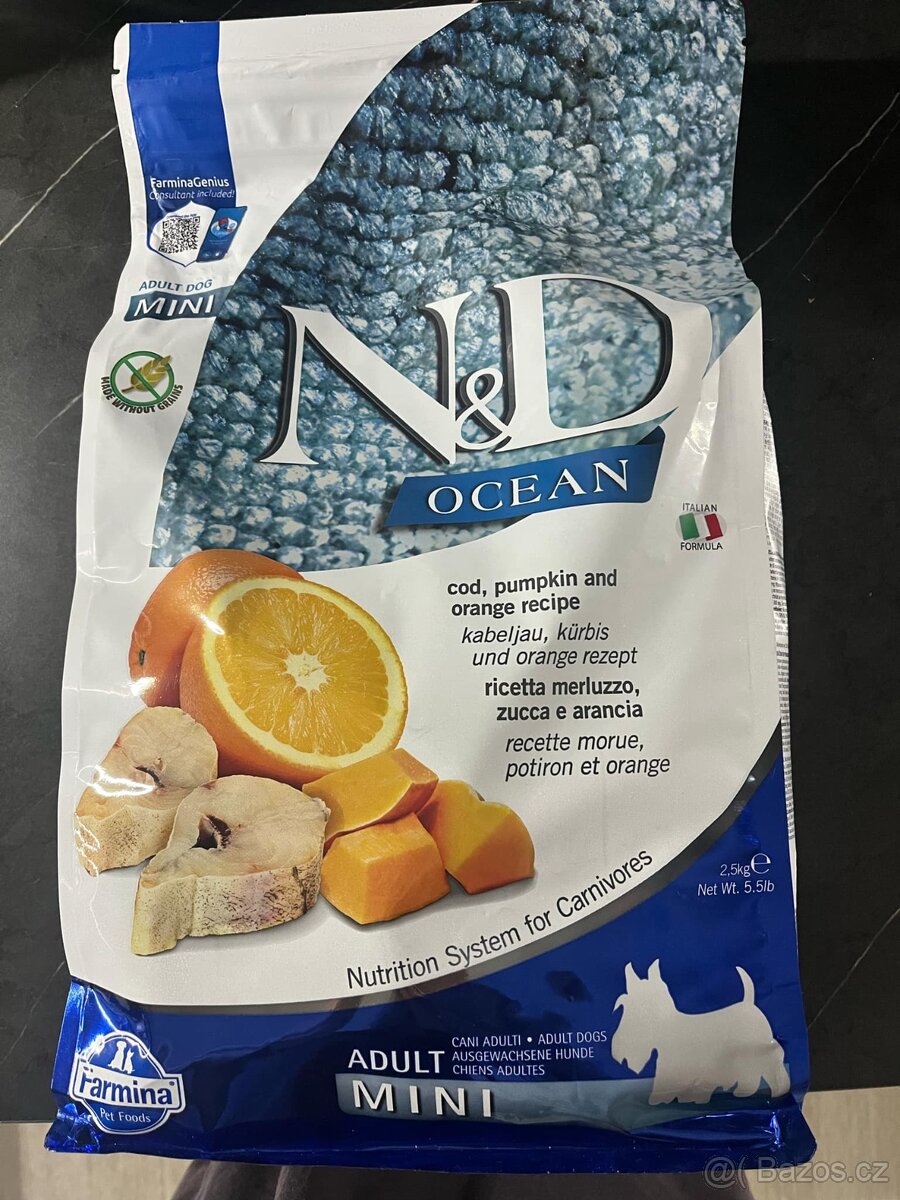 FarminaGenius
Consultant included!
ADULT DOG
MINI
MADE WITHOUT GRAINS
N&D
OCEAN
ITALIAN
FORMULA
cod, pumpkin and
orange recipe
kabeljau, kürbis
und orange rezept
ricetta merluzzo,
zucca e arancia
recette morue,
potiron et orange
2,5kg℮
Net Wt. 5.5lb
Nutrition System for Carnivores
CANI ADULTI • ADULT DOGS
AUSGEWACHSENE HUNDE
CHIENS ADULTES
ADULT
MINI
Farmina
Pet Foods
Bazos.cz